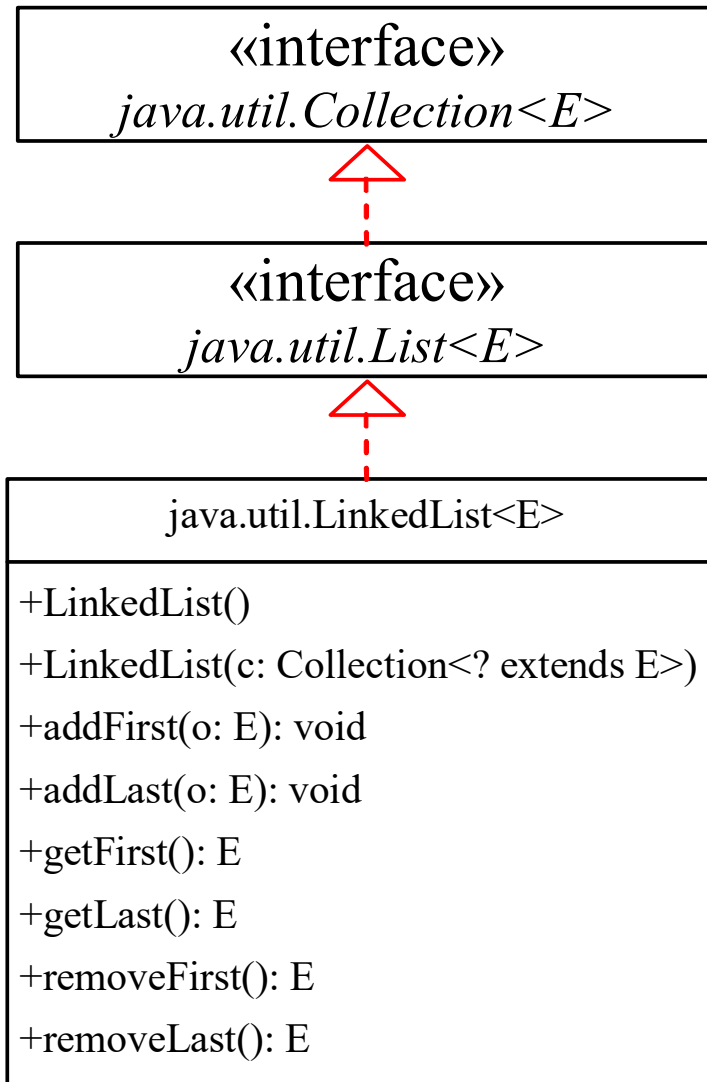 «interface»
java.util.Collection<E>
«interface»
java.util.List<E>
java.util.LinkedList<E>
+LinkedList()
+LinkedList(c: Collection<? extends E>)
+addFirst(o: E): void
+addLast(o: E): void
+getFirst(): E
+getLast(): E
+removeFirst(): E
+removeLast(): E